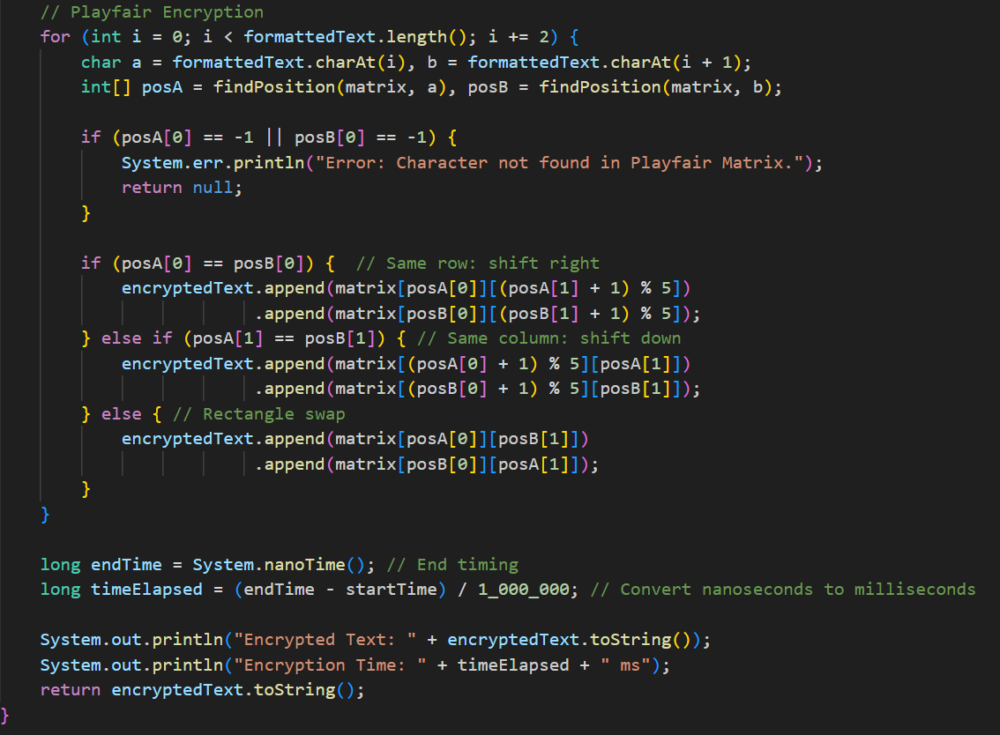 // Playfair Encryption
for (int i = 0; i < formattedText.length(); i += 2) {
    char a = formattedText.charAt(i), b = formattedText.charAt(i + 1);
    int[] posA = findPosition(matrix, a), posB = findPosition(matrix, b);

    if (posA[0] == -1 || posB[0] == -1) {
        System.err.println("Error: Character not found in Playfair Matrix.");
        return null;
    }

    if (posA[0] == posB[0]) {  // Same row: shift right
        encryptedText.append(matrix[posA[0]][(posA[1] + 1) % 5])
                     .append(matrix[posB[0]][(posB[1] + 1) % 5]);
    } else if (posA[1] == posB[1]) { // Same column: shift down
        encryptedText.append(matrix[(posA[0] + 1) % 5][posA[1]])
                     .append(matrix[(posB[0] + 1) % 5][posB[1]]);
    } else { // Rectangle swap
        encryptedText.append(matrix[posA[0]][posB[1]])
                     .append(matrix[posB[0]][posA[1]]);
    }
}

long endTime = System.nanoTime(); // End timing
long timeElapsed = (endTime - startTime) / 1_000_000; // Convert nanoseconds to milliseconds

System.out.println("Encrypted Text: " + encryptedText.toString());
System.out.println("Encryption Time: " + timeElapsed + " ms");
return encryptedText.toString();
}